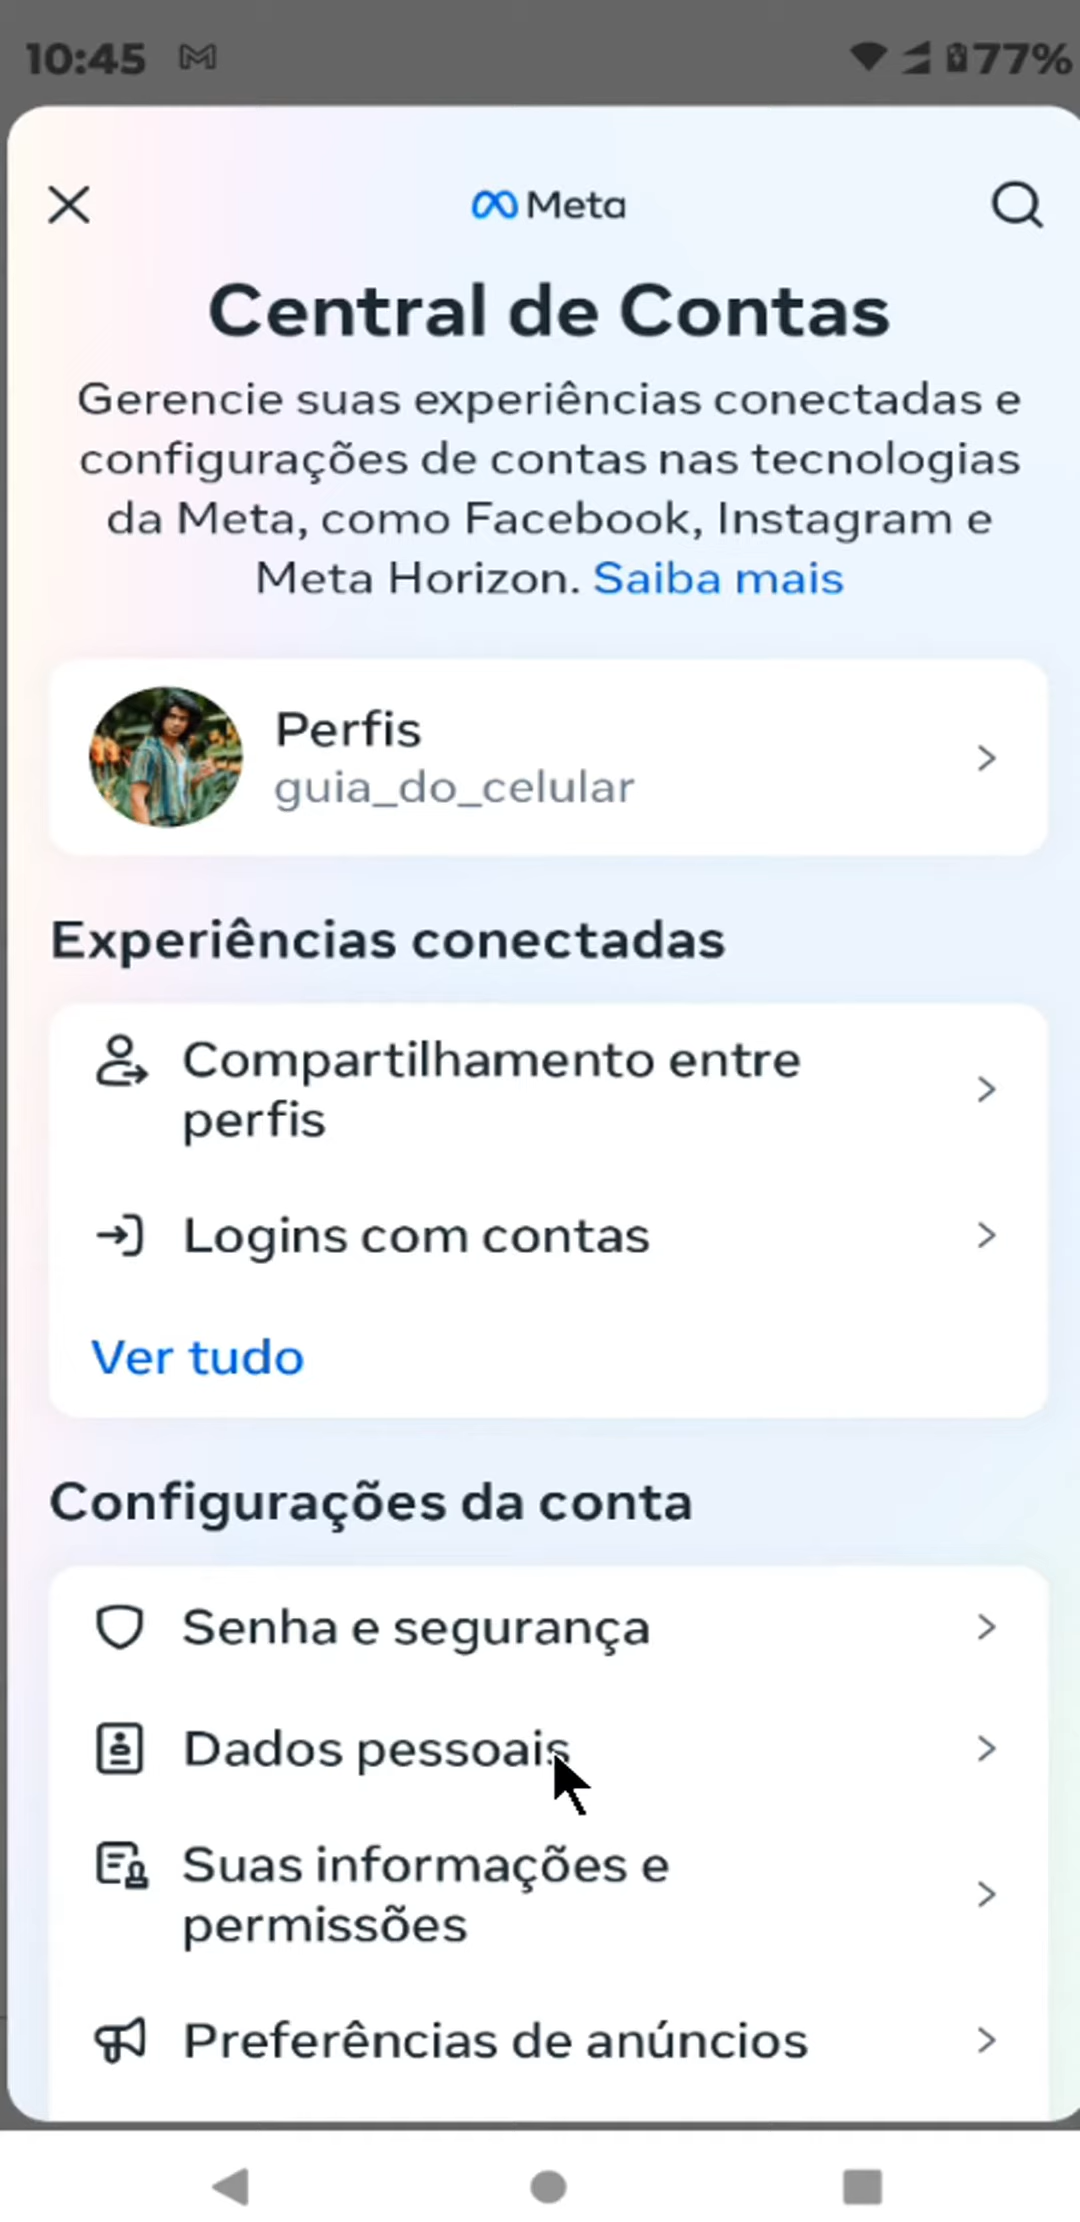 10:45 77%
Meta
Central de Contas
Gerencie suas experiências conectadas e
configurações de contas nas tecnologias
da Meta, como Facebook, Instagram e
Meta Horizon. Saiba mais
Perfis
guia_do_celular
Experiências conectadas
Compartilhamento entre
perfis
Logins com contas
Ver tudo
Configurações da conta
Senha e segurança
Dados pessoais
Suas informações e
permissões
Preferências de anúncios